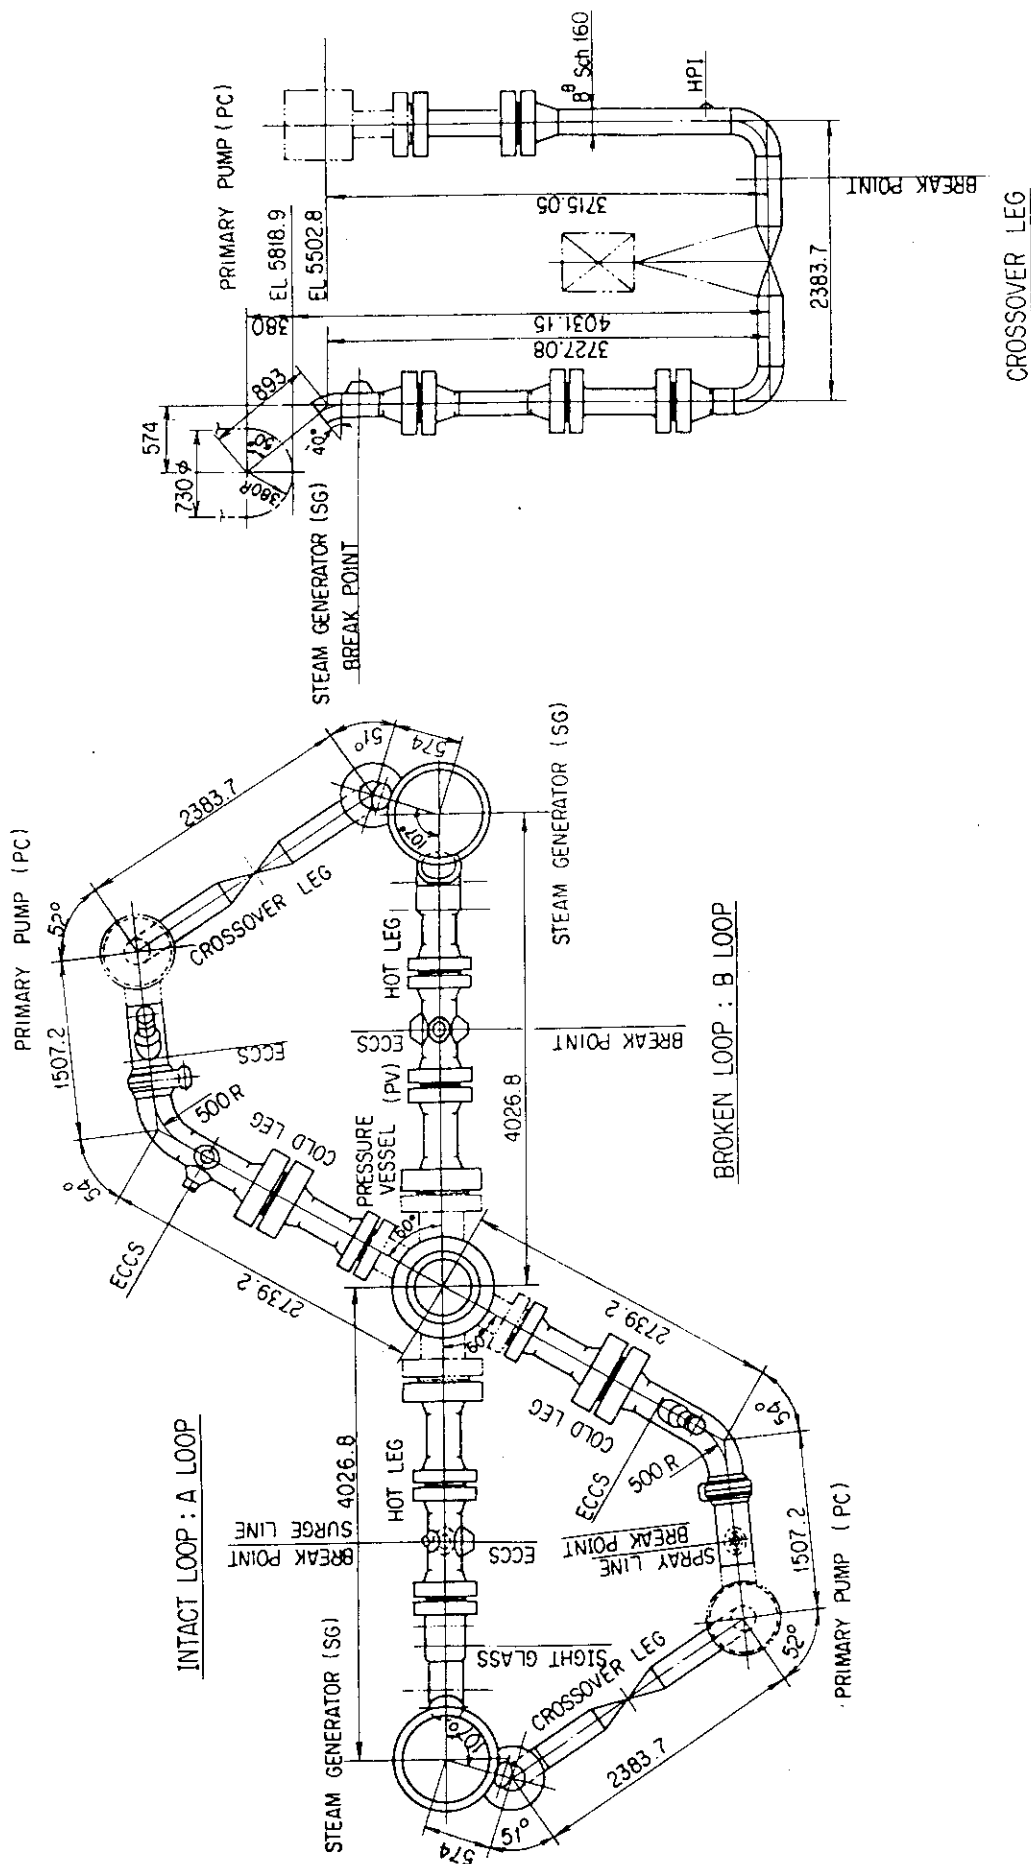 PRIMARY PUMP (PC)
EL 5818.9
EL 5502.8
8ᴮ Sch 160
HPI
3715.05
BREAK POINT
380
4031.15
3727.08
2383.7
893
574
730 φ
50°
40°
380R
STEAM GENERATOR (SG)
BREAK POINT
CROSSOVER LEG
PRIMARY PUMP (PC)
52°
2383.7
51°
574
107°
CROSSOVER LEG
1507.2
ECCS
500 R
54°
COLD LEG
ECCS
2739.2
HOT LEG
ECCS
BREAK POINT
PRESSURE
VESSEL (PV)
60°
4026.8
STEAM GENERATOR (SG)
BROKEN LOOP : B LOOP
INTACT LOOP : A LOOP
4026.8
HOT LEG
SURGE LINE
BREAK POINT
ECCS
SIGHT GLASS
STEAM GENERATOR (SG)
60°
2739.2
COLD LEG
ECCS
500 R
54°
SPRAY LINE
BREAK POINT
1507.2
52°
PRIMARY PUMP (PC)
CROSSOVER LEG
2383.7
51°
574